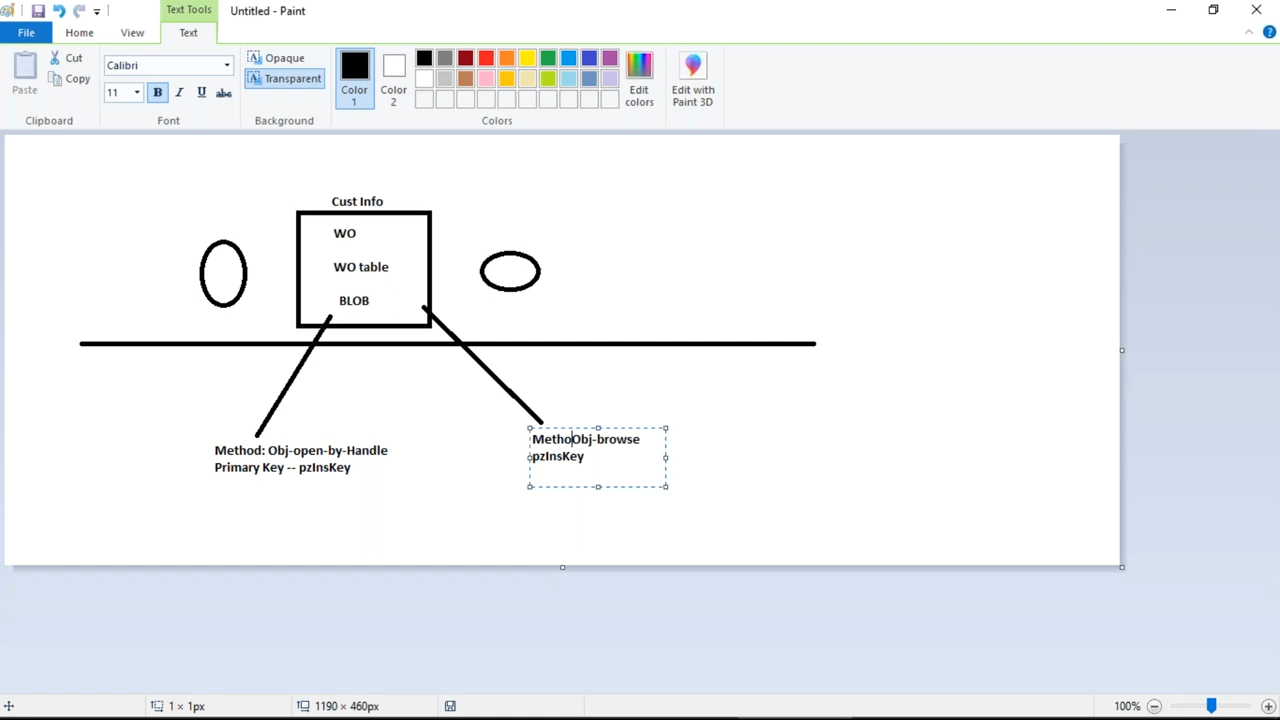 Text Tools
Untitled - Paint
File
Home
View
Text
Paste
Cut
Copy
Clipboard
Calibri
11
B I U abc
Font
A Opaque
A Transparent
Background
Color 1
Color 2
Edit colors
Colors
Edit with Paint 3D
Cust Info
WO
WO table
BLOB
Method: Obj-open-by-Handle
Primary Key -- pzInsKey
MethoObj-browse
pzInsKey
1 × 1px
1190 × 460px
100%